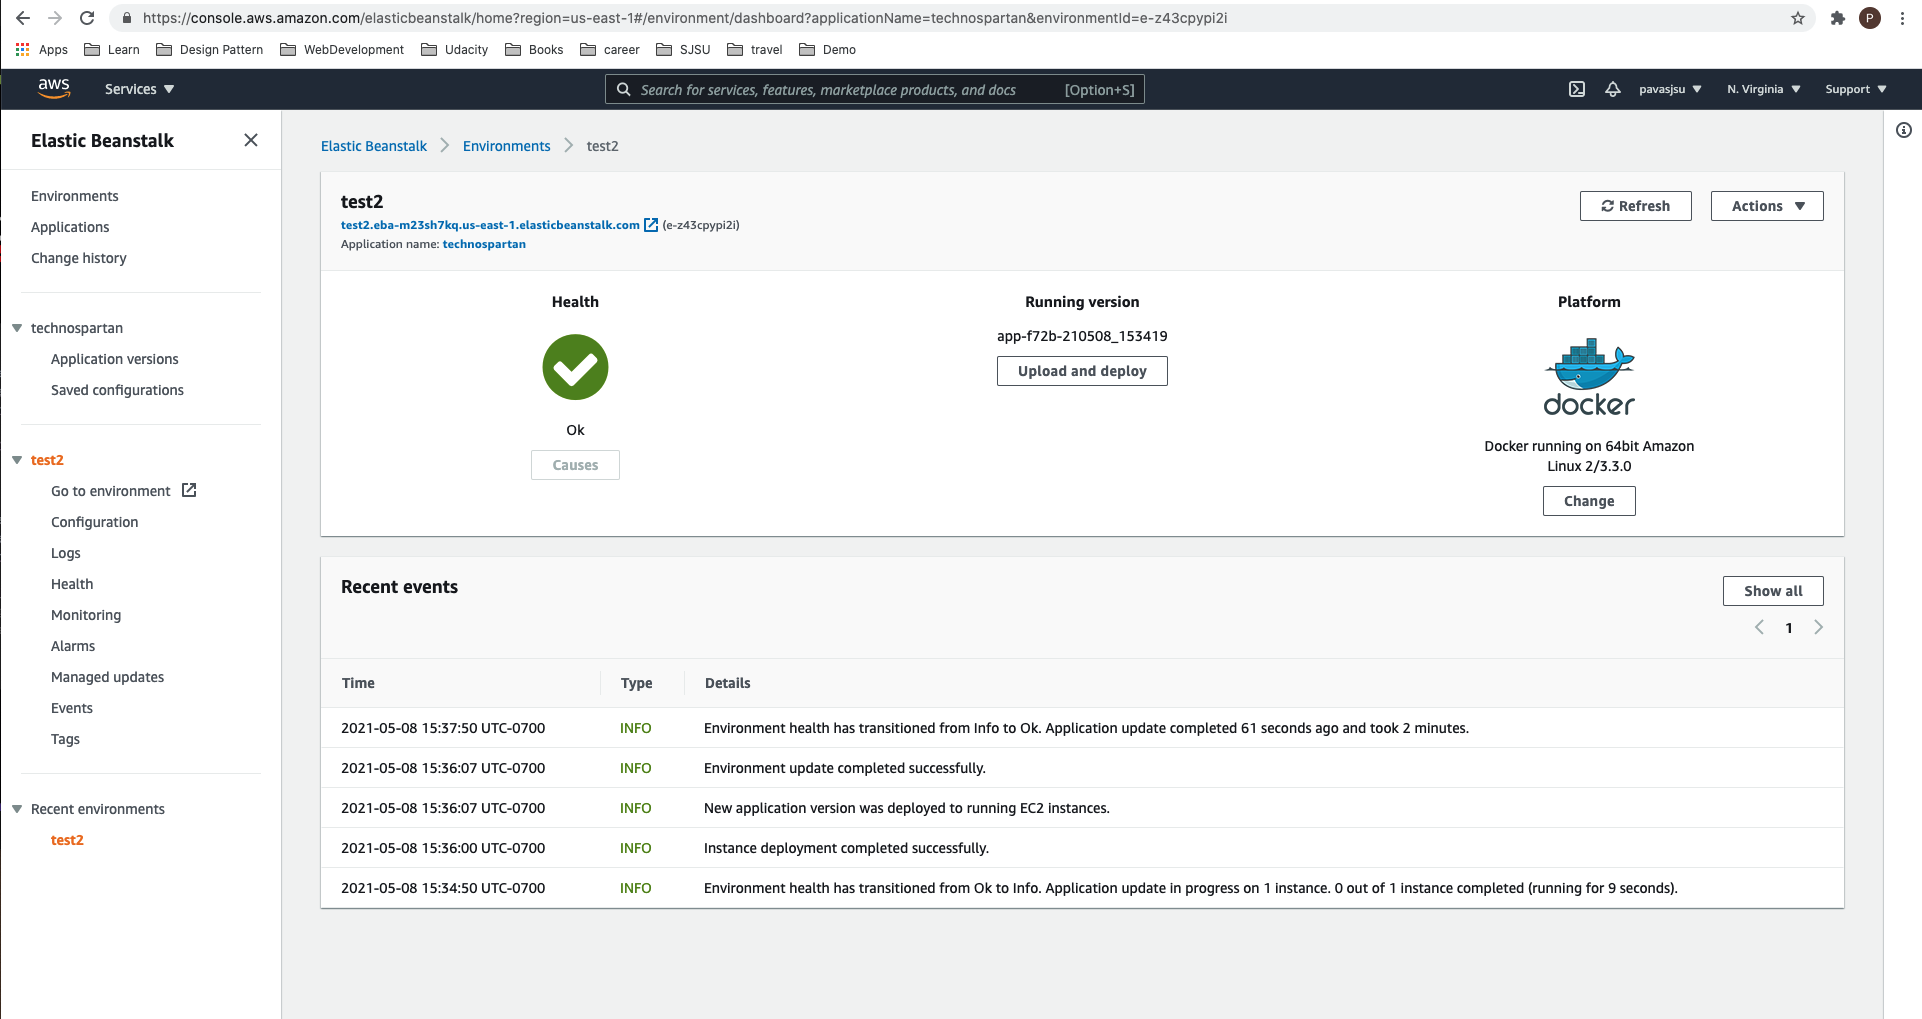 https://console.aws.amazon.com/elasticbeanstalk/home?region=us-east-1#/environment/dashboard?applicationName=technospartan&environmentId=e-z43cpypi2i
P
Apps Learn Design Pattern WebDevelopment Udacity Books career SJSU travel Demo
aws Services Search for services, features, marketplace products, and docs [Option+S] pavasjsu N. Virginia Support
Elastic Beanstalk
Environments
Applications
Change history
technospartan
Application versions
Saved configurations
test2
Go to environment
Configuration
Logs
Health
Monitoring
Alarms
Managed updates
Events
Tags
Recent environments
test2
Elastic Beanstalk Environments test2
test2
test2.eba-m23sh7kq.us-east-1.elasticbeanstalk.com (e-z43cpypi2i)
Application name: technospartan
Refresh
Actions
Health
Ok
Causes
Running version
app-f72b-210508_153419
Upload and deploy
Platform
docker
Docker running on 64bit Amazon
Linux 2/3.3.0
Change
Recent events
Show all
1
Time Type Details
2021-05-08 15:37:50 UTC-0700 INFO Environment health has transitioned from Info to Ok. Application update completed 61 seconds ago and took 2 minutes.
2021-05-08 15:36:07 UTC-0700 INFO Environment update completed successfully.
2021-05-08 15:36:07 UTC-0700 INFO New application version was deployed to running EC2 instances.
2021-05-08 15:36:00 UTC-0700 INFO Instance deployment completed successfully.
2021-05-08 15:34:50 UTC-0700 INFO Environment health has transitioned from Ok to Info. Application update in progress on 1 instance. 0 out of 1 instance completed (running for 9 seconds).